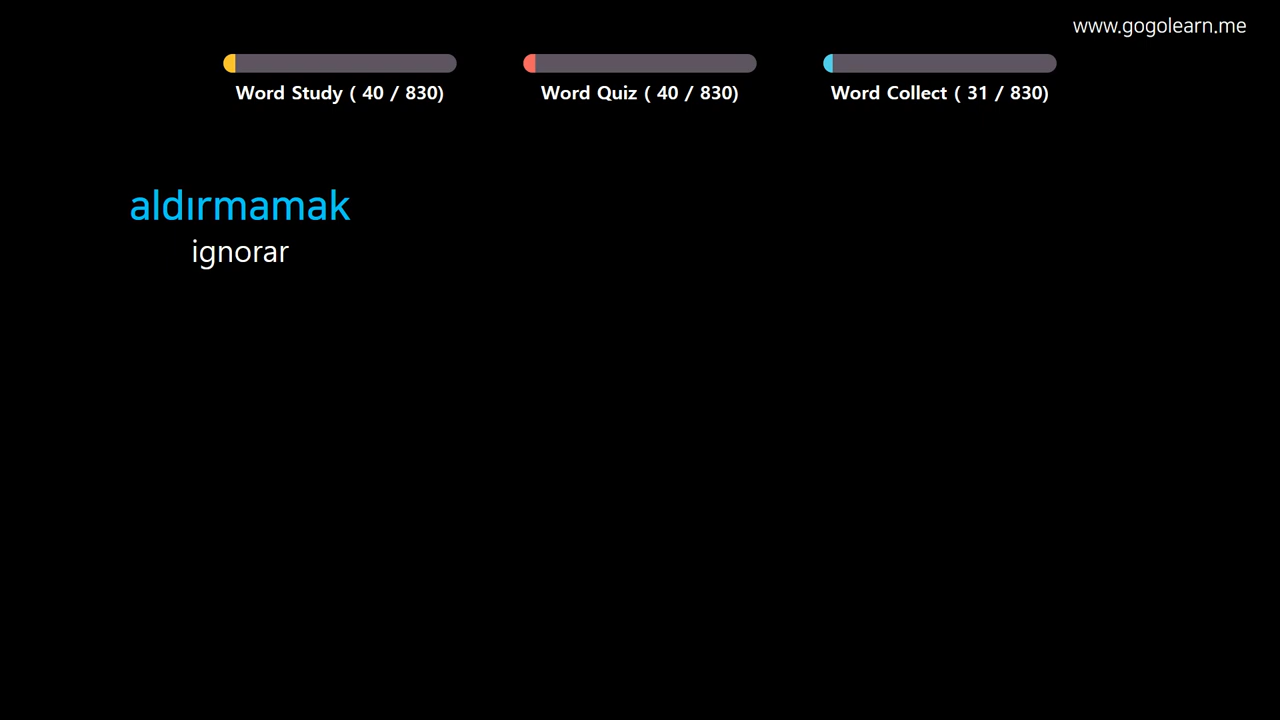 www.gogolearn.me
Word Study ( 40 / 830)
Word Quiz ( 40 / 830)
Word Collect ( 31 / 830)
aldırmamak
ignorar